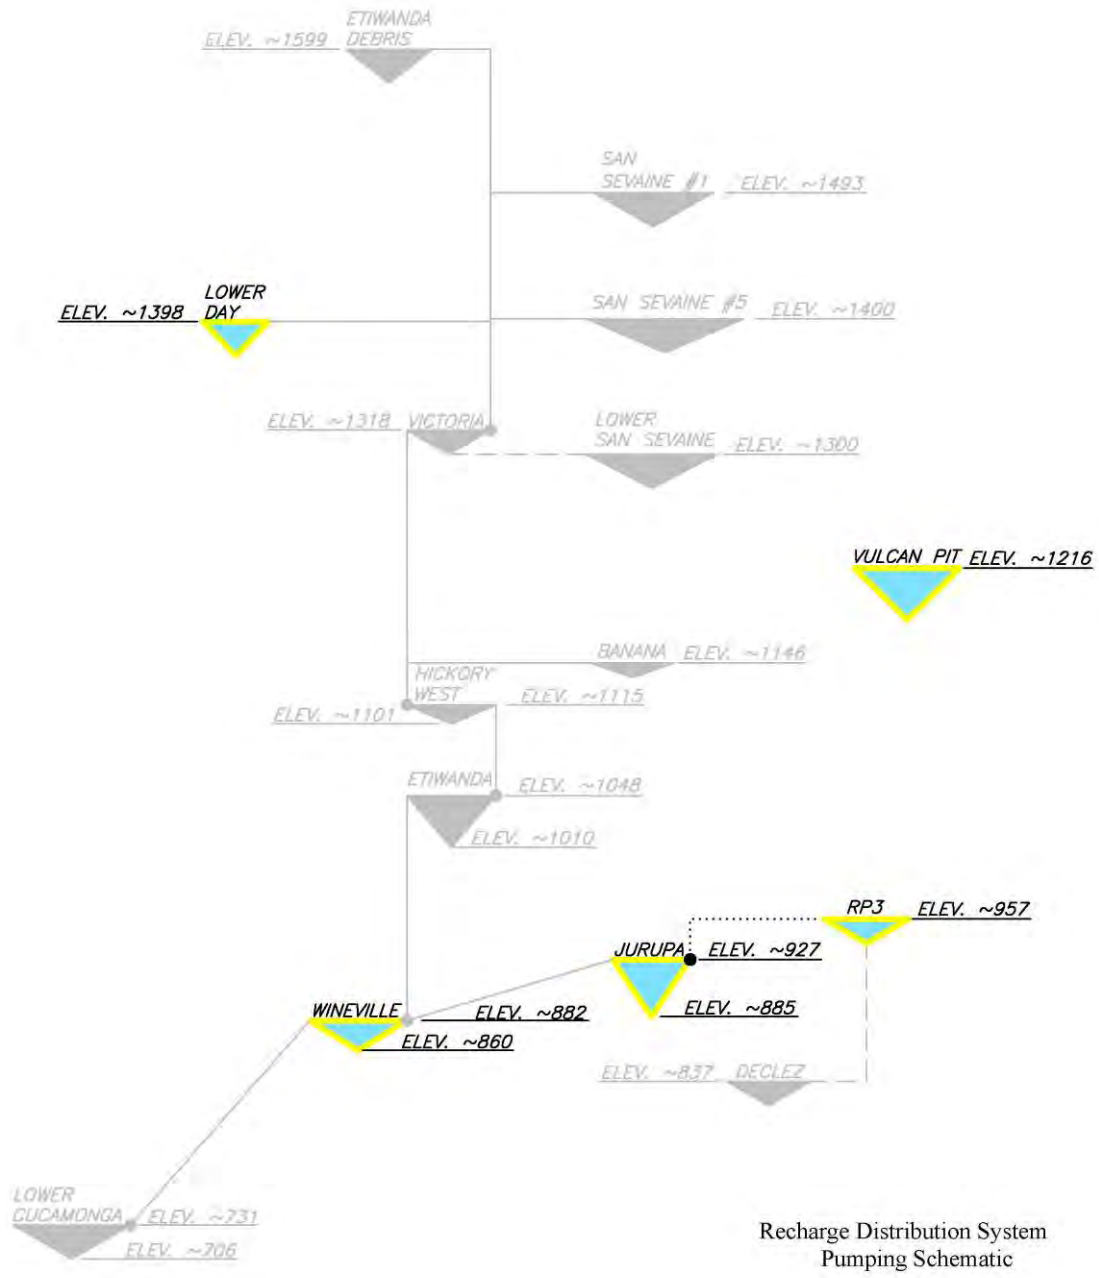 ETIWANDA
DEBRIS
ELEV. ~1599
SAN
SEVAINE #1
ELEV. ~1493
LOWER
DAY
ELEV. ~1398
SAN SEVAINE #5
ELEV. ~1400
ELEV. ~1318
VICTORIA
LOWER
SAN SEVAINE
ELEV. ~1300
VULCAN PIT
ELEV. ~1216
BANANA
ELEV. ~1146
HICKORY
WEST
ELEV. ~1115
ELEV. ~1101
ETIWANDA
ELEV. ~1048
ELEV. ~1010
RP3
ELEV. ~957
JURUPA
ELEV. ~927
ELEV. ~885
WINEVILLE
ELEV. ~882
ELEV. ~860
ELEV. ~837
DECLEZ
LOWER
CUCAMONGA
ELEV. ~731
ELEV. ~706
Recharge Distribution System
Pumping Schematic